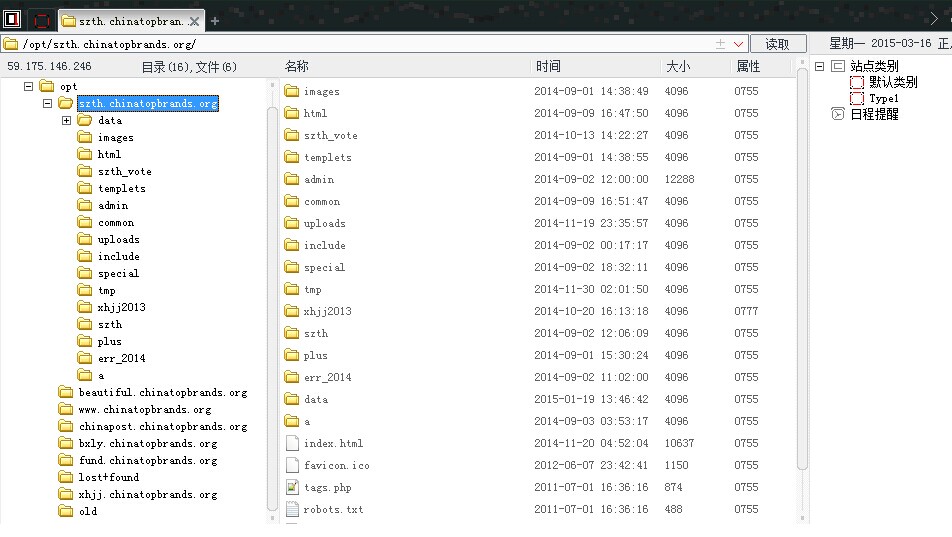 szth.chinatopbran.
/opt/szth.chinatopbrands.org/
读取
星期一 2015-03-16
59.175.146.246
目录(16),文件(6)
opt
szth.chinatopbrands.org
data
images
html
szth_vote
templets
admin
common
uploads
include
special
tmp
xhjj2013
szth
plus
err_2014
a
beautiful.chinatopbrands.org
www.chinatopbrands.org
chinapost.chinatopbrands.org
bxly.chinatopbrands.org
fund.chinatopbrands.org
lost+found
xhjj.chinatopbrands.org
old
名称 时间 大小 属性
images 2014-09-01 14:38:49 4096 0755
html 2014-09-09 16:47:50 4096 0755
szth_vote 2014-10-13 14:22:27 4096 0755
templets 2014-09-01 14:38:55 4096 0755
admin 2014-09-02 12:00:00 12288 0755
common 2014-09-09 16:51:47 4096 0755
uploads 2014-11-19 23:35:57 4096 0755
include 2014-09-02 00:17:17 4096 0755
special 2014-09-02 18:32:11 4096 0755
tmp 2014-11-30 02:01:50 4096 0755
xhjj2013 2014-10-20 16:13:18 4096 0777
szth 2014-09-02 12:06:09 4096 0755
plus 2014-09-01 15:30:24 4096 0755
err_2014 2014-09-02 11:02:00 4096 0755
data 2015-01-19 13:46:42 4096 0755
a 2014-09-03 03:53:17 4096 0755
index.html 2014-11-20 04:52:04 10637 0755
favicon.ico 2012-06-07 23:42:41 1150 0755
tags.php 2011-07-01 16:36:16 874 0755
robots.txt 2011-07-01 16:36:16 488 0755
站点类别
默认类别
Type1
日程提醒